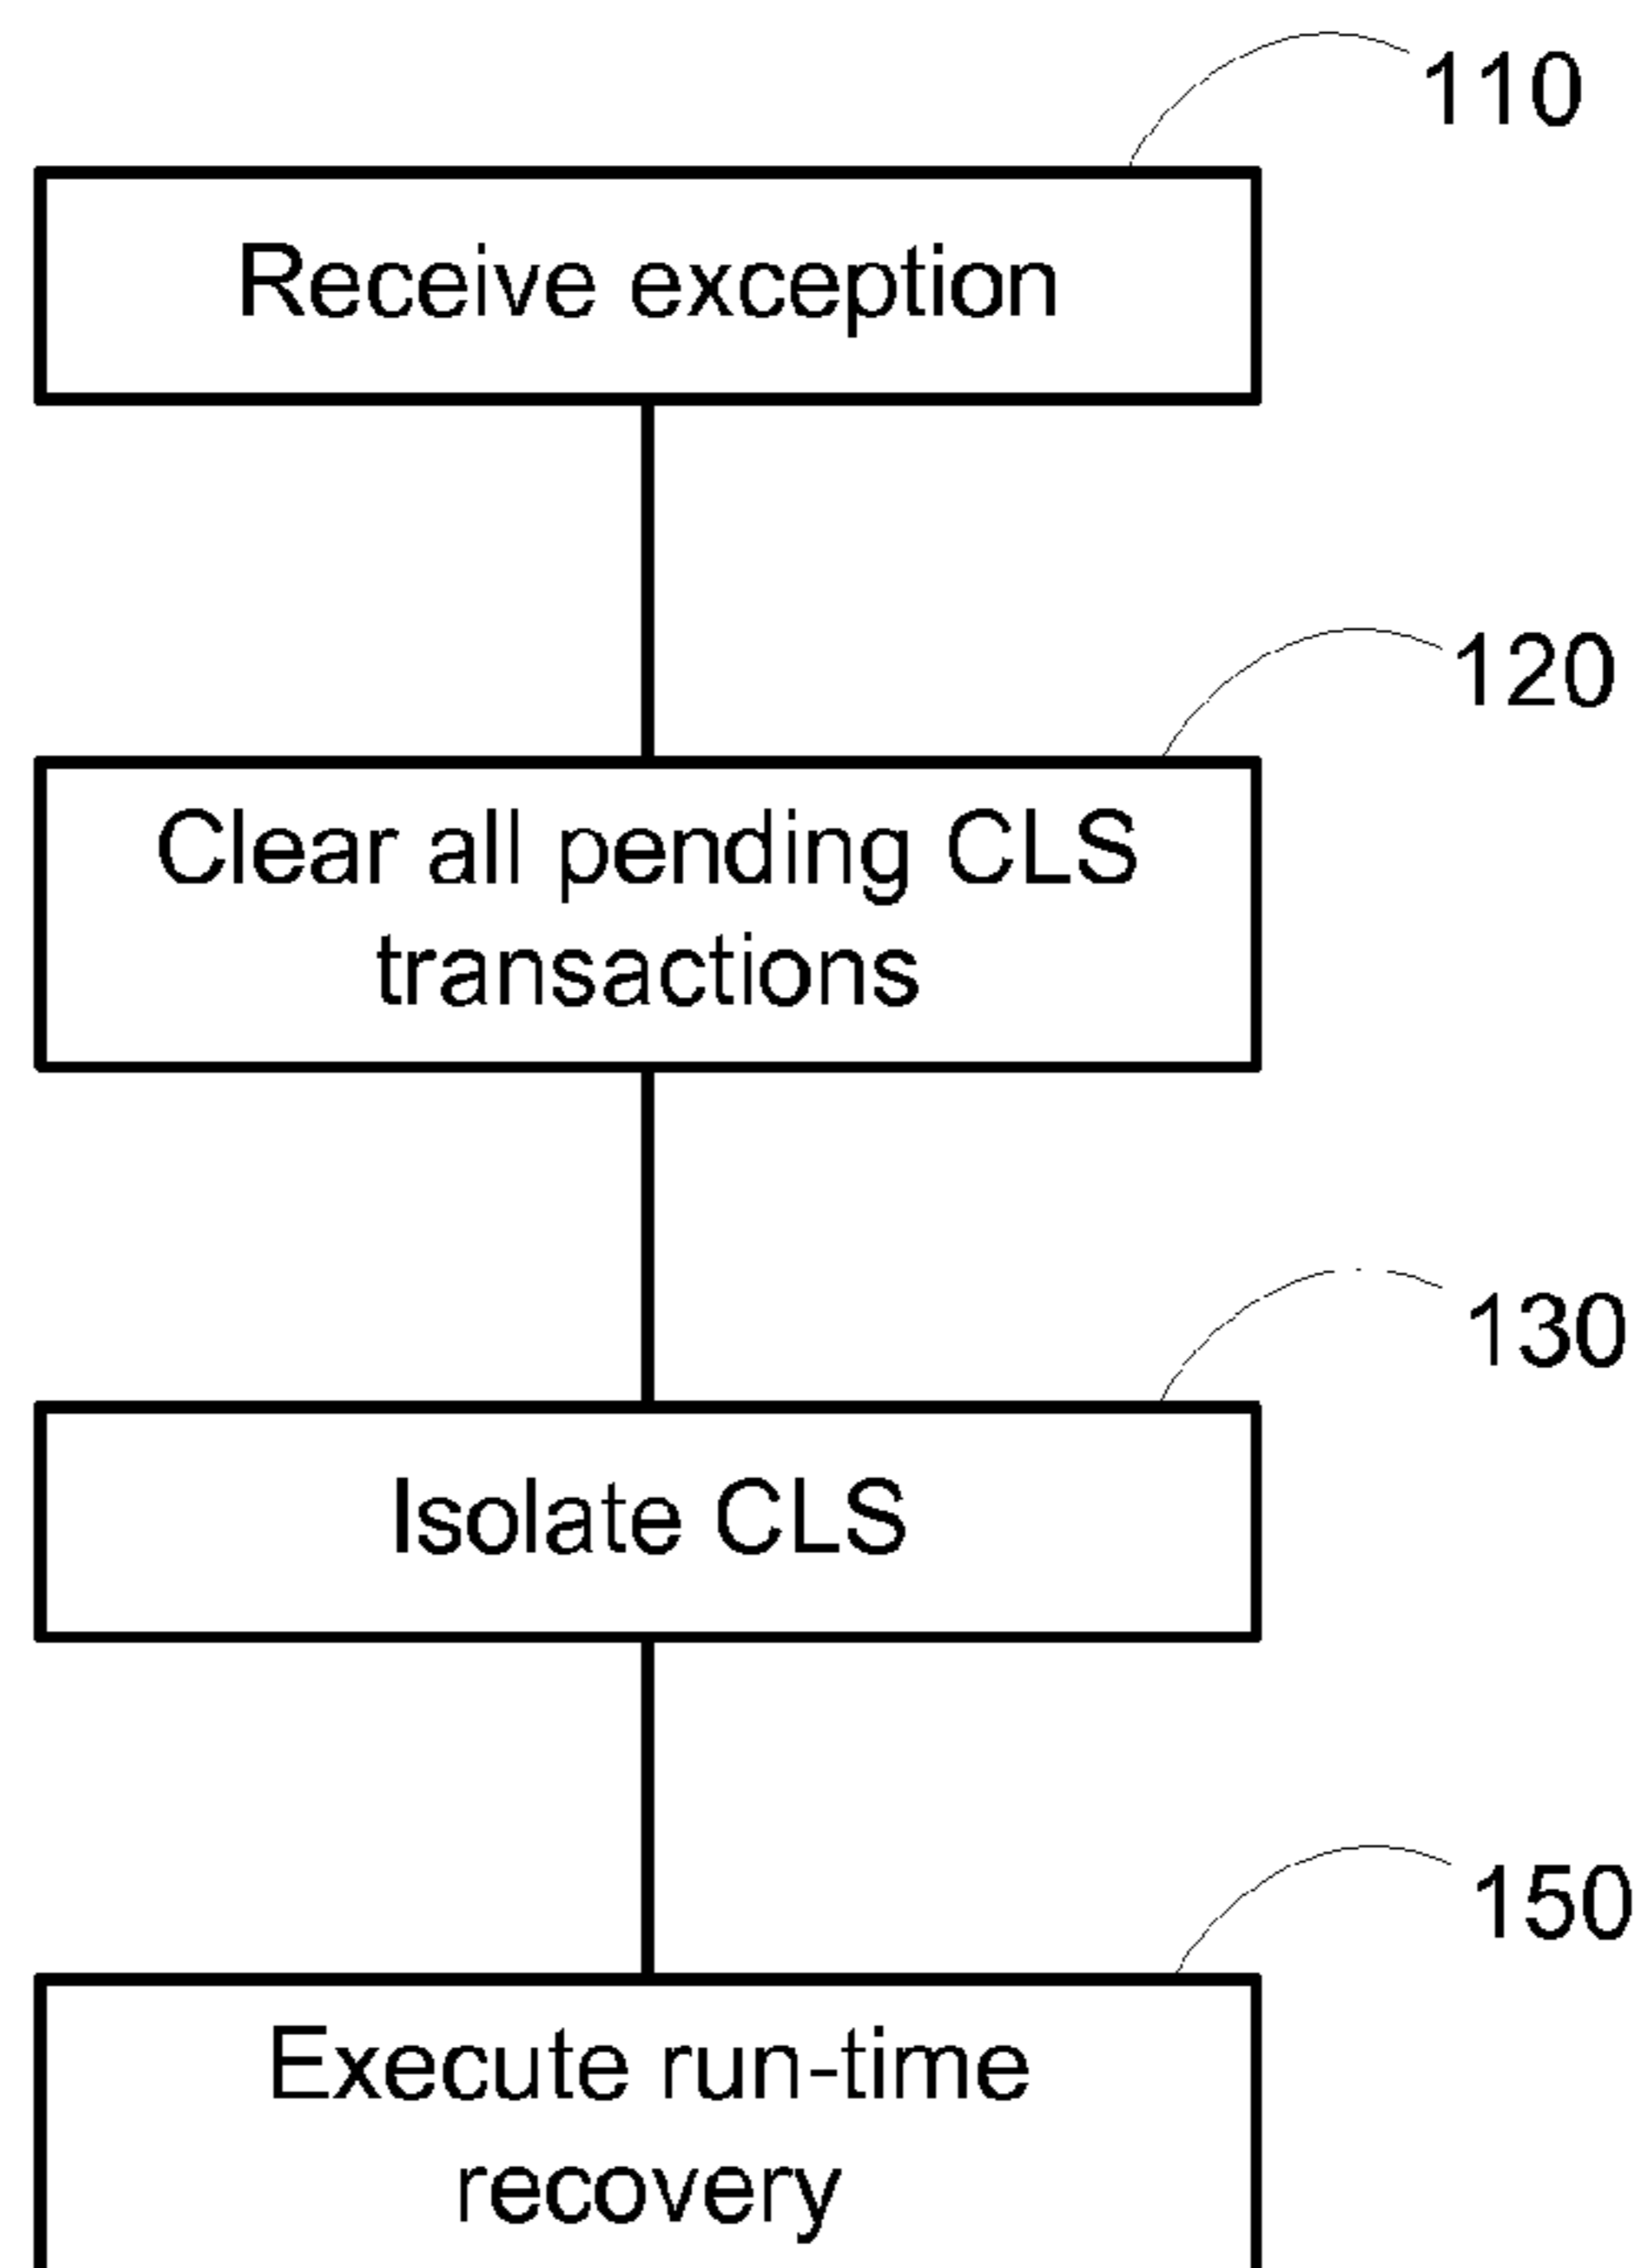 110
Receive exception
120
Clear all pending CLS
transactions
130
Isolate CLS
150
Execute run-time
recovery